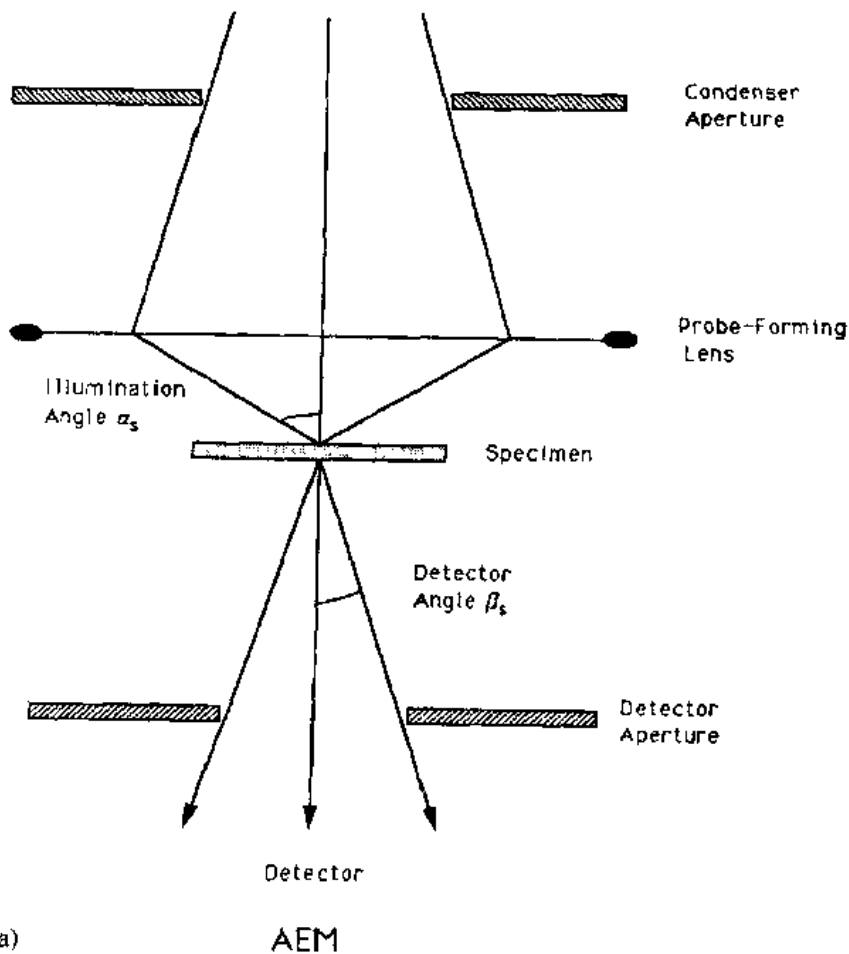 Condenser
Aperture
Probe-Forming
Lens
Illumination
Angle αs
Specimen
Detector
Angle βs
Detector
Aperture
Detector
a)
AEM